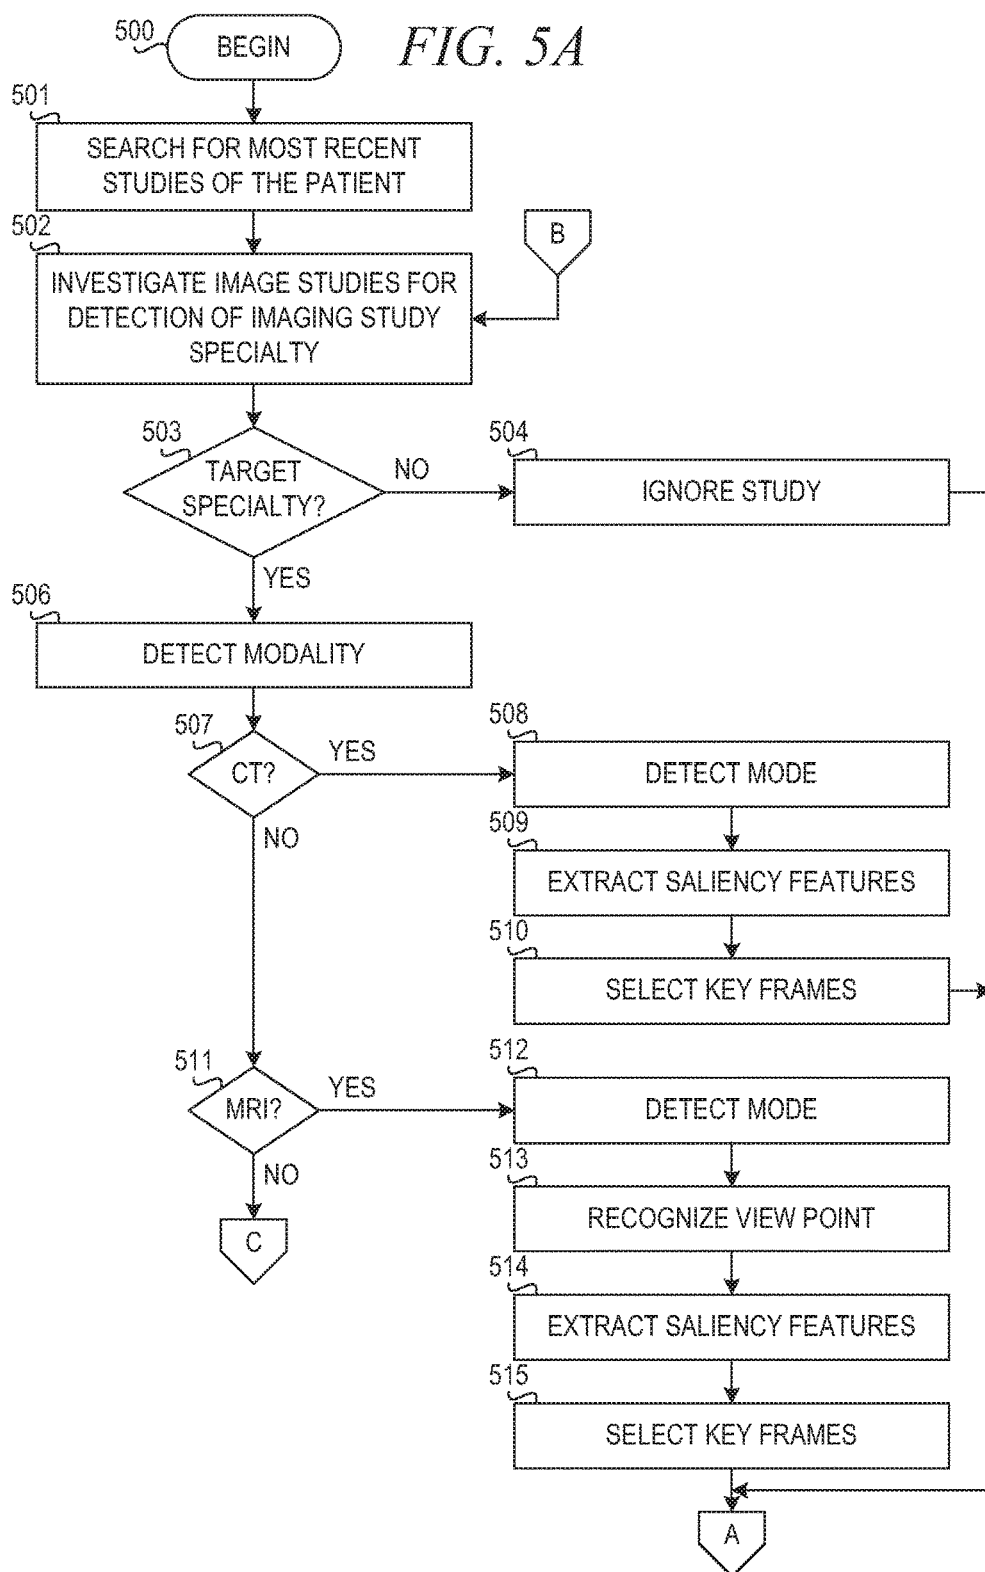 FIG. 5A
500
BEGIN
501
SEARCH FOR MOST RECENT
STUDIES OF THE PATIENT
502
INVESTIGATE IMAGE STUDIES FOR
DETECTION OF IMAGING STUDY
SPECIALTY
B
503
TARGET
SPECIALTY?
NO
504
IGNORE STUDY
YES
506
DETECT MODALITY
507
CT?
YES
508
DETECT MODE
NO
509
EXTRACT SALIENCY FEATURES
510
SELECT KEY FRAMES
511
MRI?
YES
512
DETECT MODE
NO
C
513
RECOGNIZE VIEW POINT
514
EXTRACT SALIENCY FEATURES
515
SELECT KEY FRAMES
A